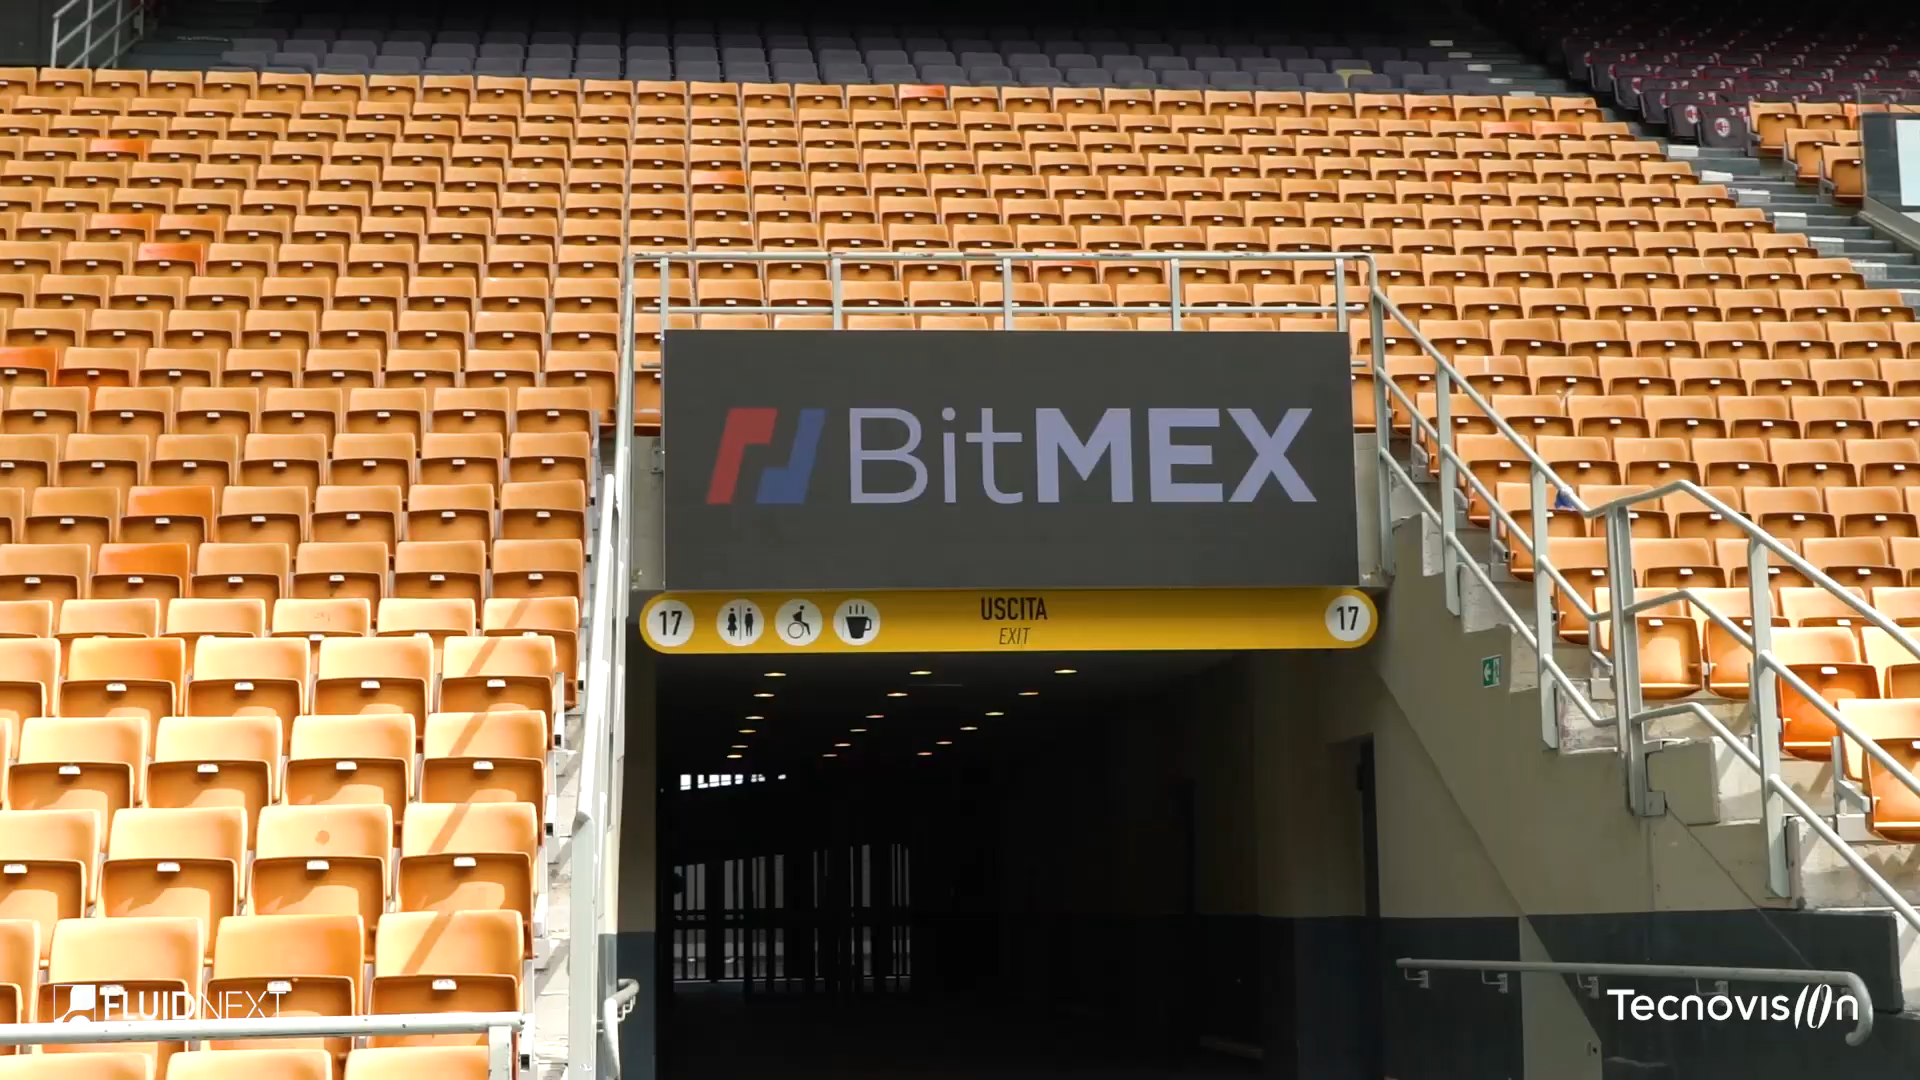 BitMEX
17 USCITA 17
EXIT
FLUIDNEXT
Tecnovision